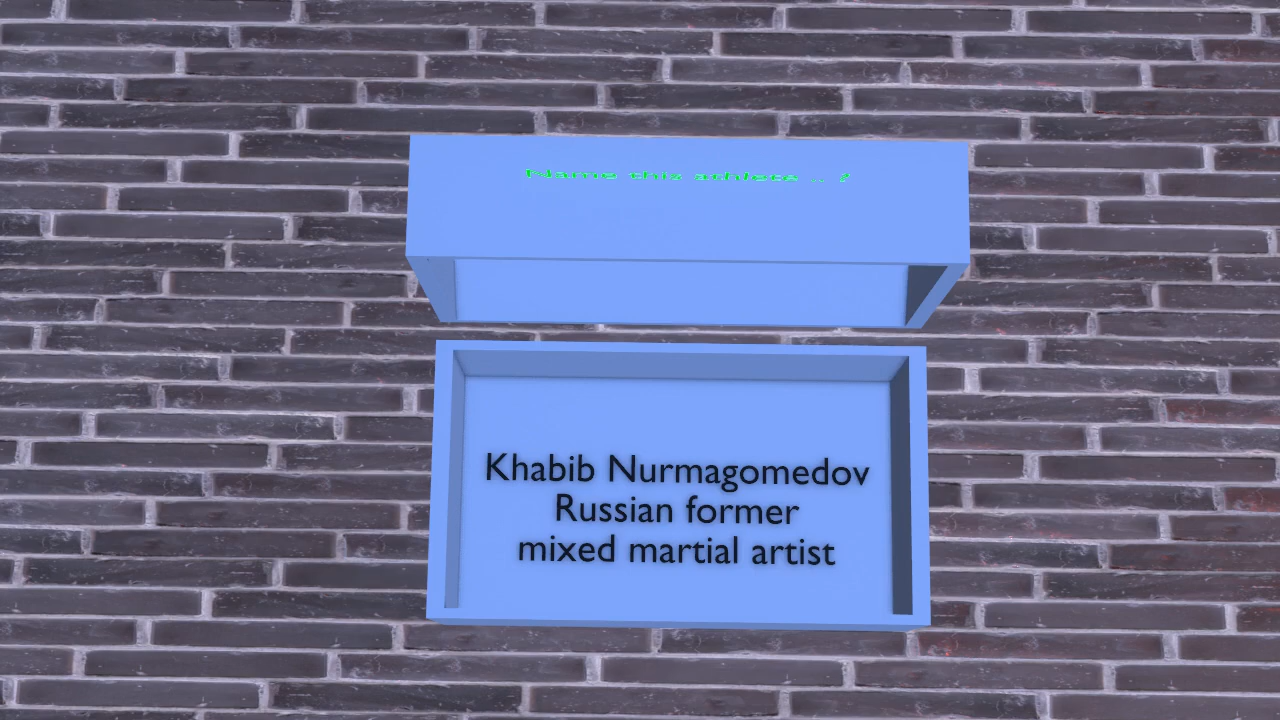 Name this athlete .. ?
Khabib Nurmagomedov
Russian former
mixed martial artist